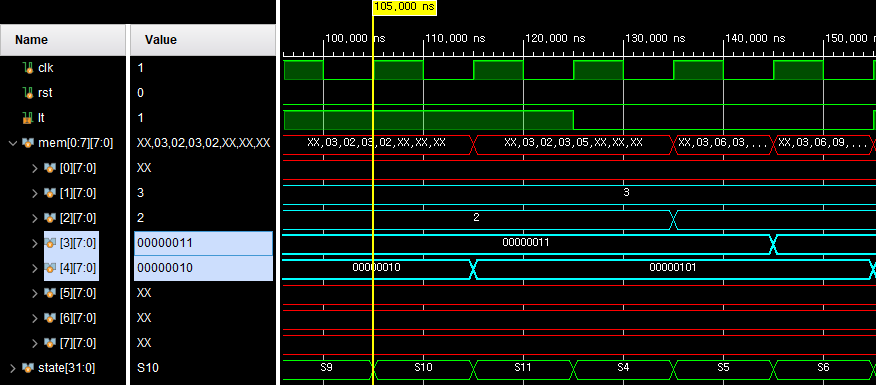 105,000 ns
Name Value 100,000 ns 110,000 ns 120,000 ns 130,000 ns 140,000 ns 150,000
clk 1
rst 0
lt 1
mem[0:7][7:0] XX,03,02,03,02,XX,XX,XX XX,03,02,03,02,XX,XX,XX XX,03,02,03,05,XX,XX,XX XX,03,06,03,... XX,03,06,09,...
[0][7:0] XX
[1][7:0] 3 3
[2][7:0] 2 2
[3][7:0] 00000011 00000011
[4][7:0] 00000010 00000010 00000101
[5][7:0] XX
[6][7:0] XX
[7][7:0] XX
state[31:0] S10 S9 S10 S11 S4 S5 S6